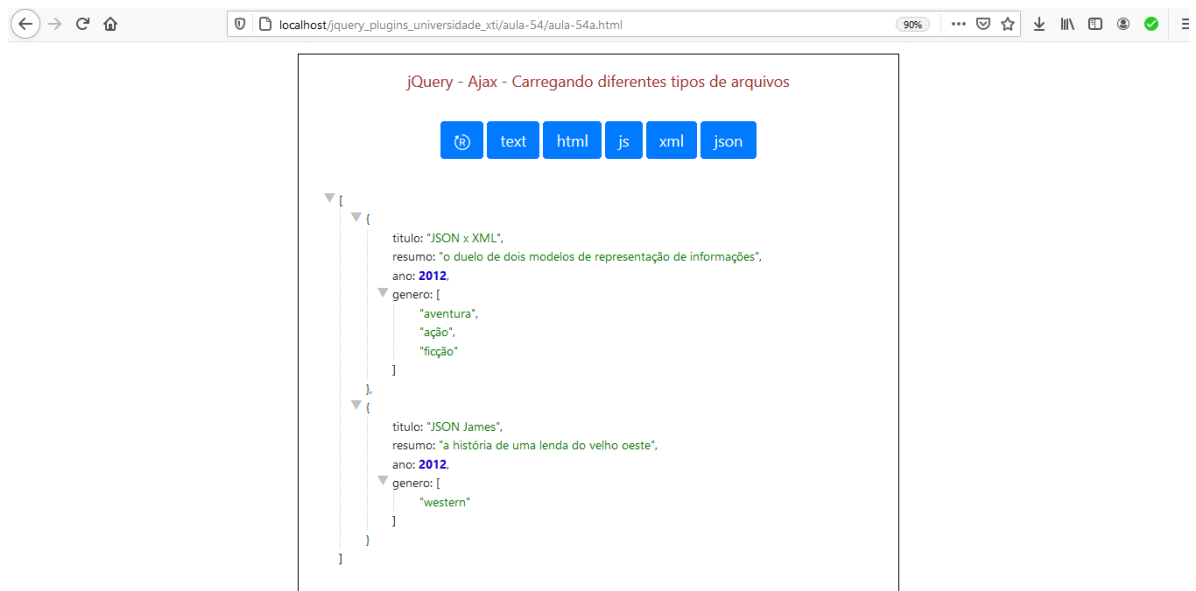 localhost/jquery_plugins_universidade_xti/aula-54/aula-54a.html 90%
jQuery - Ajax - Carregando diferentes tipos de arquivos
R text html js xml json
[
{
titulo: "JSON x XML",
resumo: "o duelo de dois modelos de representação de informações",
ano: 2012,
genero: [
"aventura",
"ação",
"ficção"
]
},
{
titulo: "JSON James",
resumo: "a história de uma lenda do velho oeste",
ano: 2012,
genero: [
"western"
]
}
]